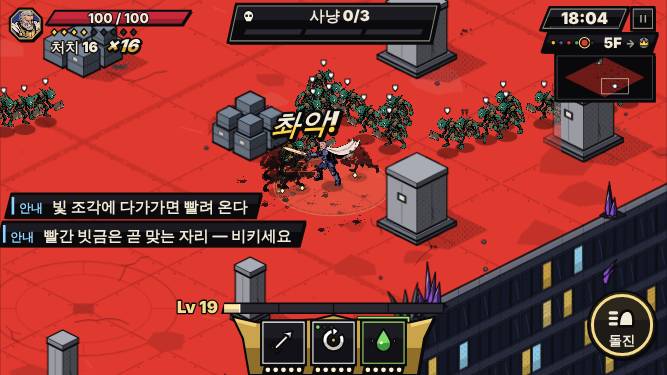 100 / 100
처치 16 ×16
사냥 0/3
18:04
5F
촤악!
안내 빛 조각에 다가가면 빨려 온다
안내 빨간 빗금은 곧 맞는 자리 — 비키세요
Lv 19
돌진